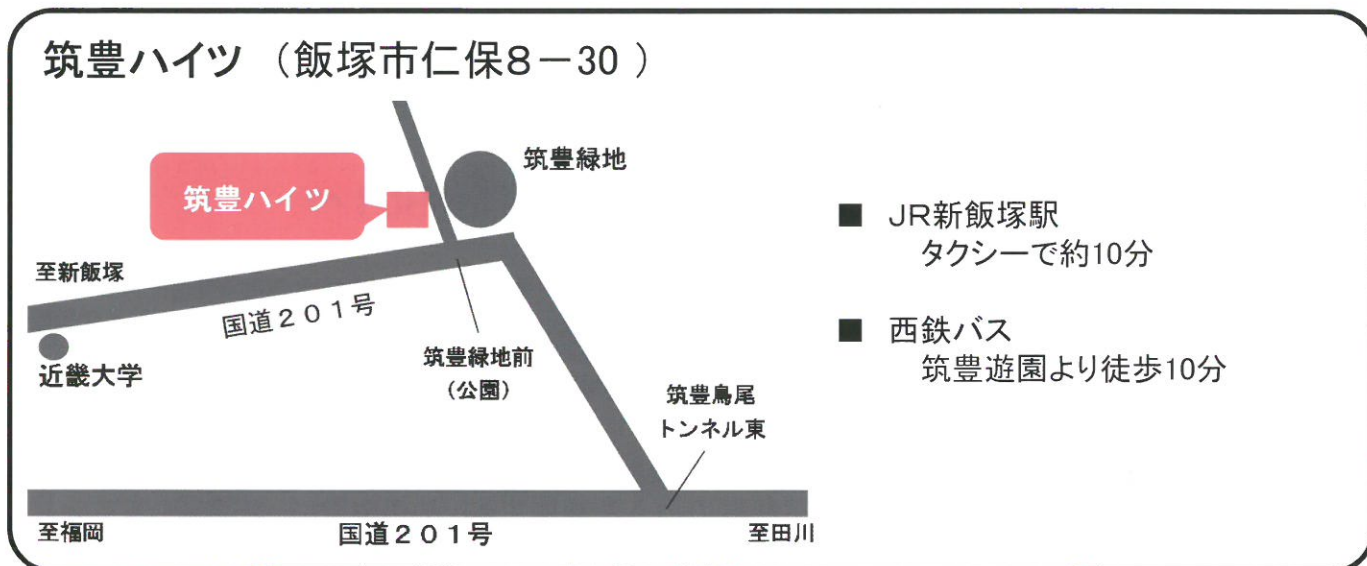 筑豊ハイツ （飯塚市仁保8－30 ）
筑豊緑地
筑豊ハイツ
至新飯塚
国道２０１号
近畿大学
筑豊緑地前
（公園）
筑豊烏尾
トンネル東
至福岡
国道２０１号
至田川
■ JR新飯塚駅
タクシーで約10分
■ 西鉄バス
筑豊遊園より徒歩10分